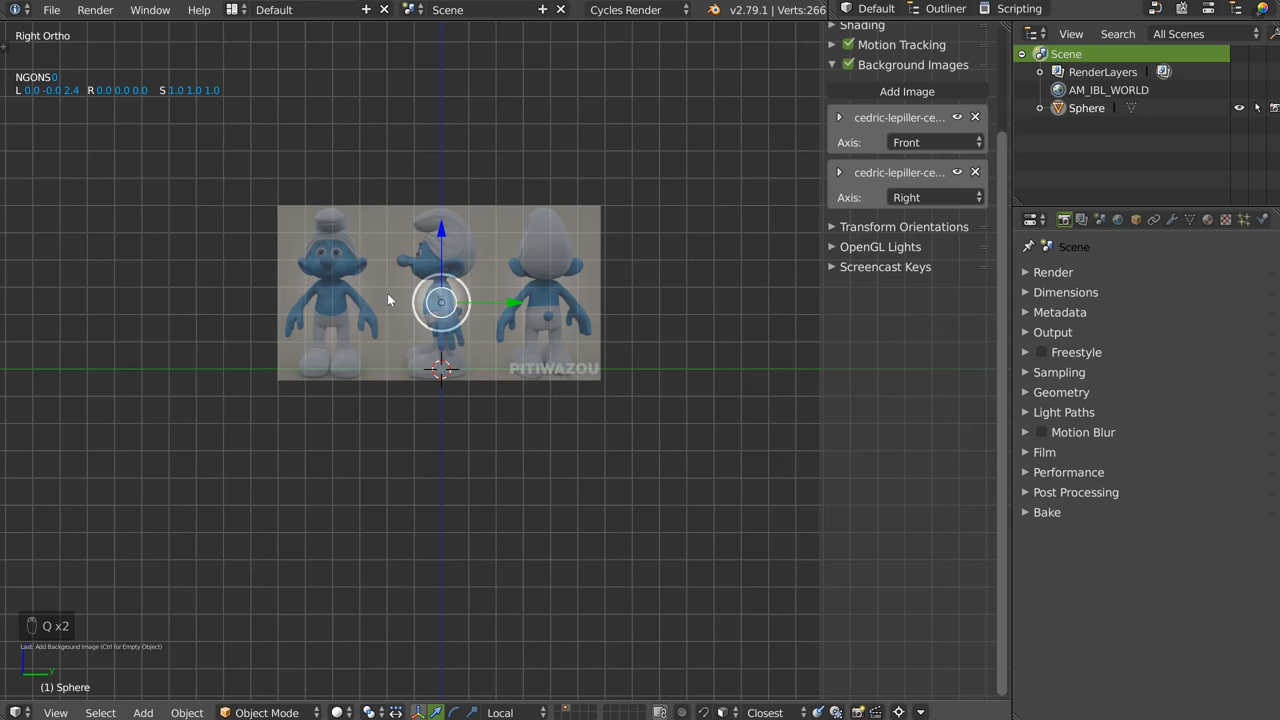 File Render Window Help Default Scene Cycles Render v2.79.1 | Verts:266 Default Outliner Scripting
Right Ortho
NGONS0
L 0.0 -0.0 2.4 R 0.0 0.0 0.0 S 1.0 1.0 1.0
Shading
Motion Tracking
Background Images
Add Image
cedric-lepiller-ce...
Axis: Front
cedric-lepiller-ce...
Axis: Right
Transform Orientations
OpenGL Lights
Screencast Keys
View Search All Scenes
Scene
RenderLayers
AM_IBL_WORLD
Sphere
Scene
Render
Dimensions
Metadata
Output
Freestyle
Sampling
Geometry
Light Paths
Motion Blur
Film
Performance
Post Processing
Bake
PITIWAZOU
Q x2
Last: Add Background Image (Ctrl for Empty Object)
y
(1) Sphere
View Select Add Object Object Mode Local Closest